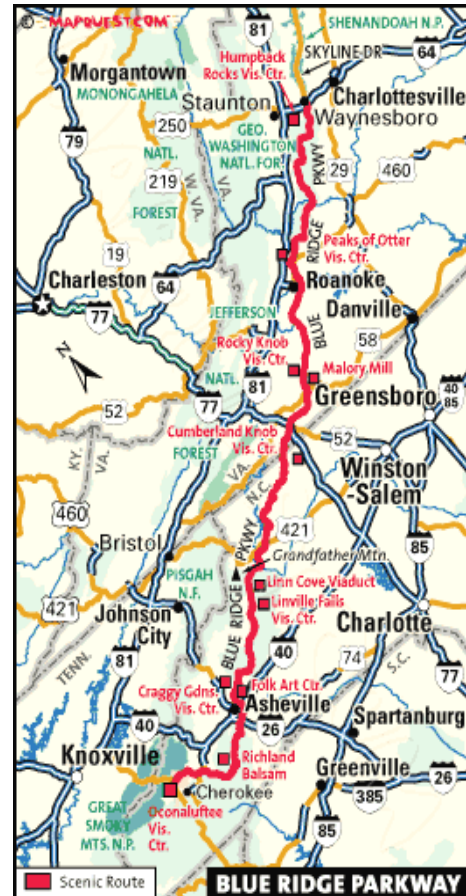 © MAPQUEST.COM
81
SHENANDOAH N.P.
Humpback
Rocks Vis. Ctr.
SKYLINE DR
64
Morgantown
MONONGAHELA
Staunton
Charlottesville
Waynesboro
79
250
GEO.
WASHINGTON
NATL. FOR.
NATL.
FOREST
219
W. VA.
VA.
PKWY
29
460
19
RIDGE
Peaks of Otter
Vis. Ctr.
Charleston
64
Roanoke
77
JEFFERSON
BLUE
Danville
Rocky Knob
Vis. Ctr.
58
N
NATL.
81
Malory Mill
77
Greensboro
40
85
52
Cumberland Knob
Vis. Ctr.
FOREST
52
KY.
VA.
VA.
N.C.
Winston
-Salem
460
421
Bristol
PKWY
Grandfather Mtn.
85
421
PISGAH
N.F.
Linn Cove Viaduct
Linville Falls
Vis. Ctr.
Johnson
City
BLUE RIDGE
Charlotte
TENN.
81
40
74
S.C.
77
Craggy Gdns.
Vis. Ctr.
Folk Art Ctr.
40
Asheville
26
Spartanburg
Knoxville
Richland
Balsam
Greenville
26
Cherokee
Oconaluftee
Vis.
Ctr.
385
GREAT
SMOKY
MTS. N.P.
85
Scenic Route
BLUE RIDGE PARKWAY